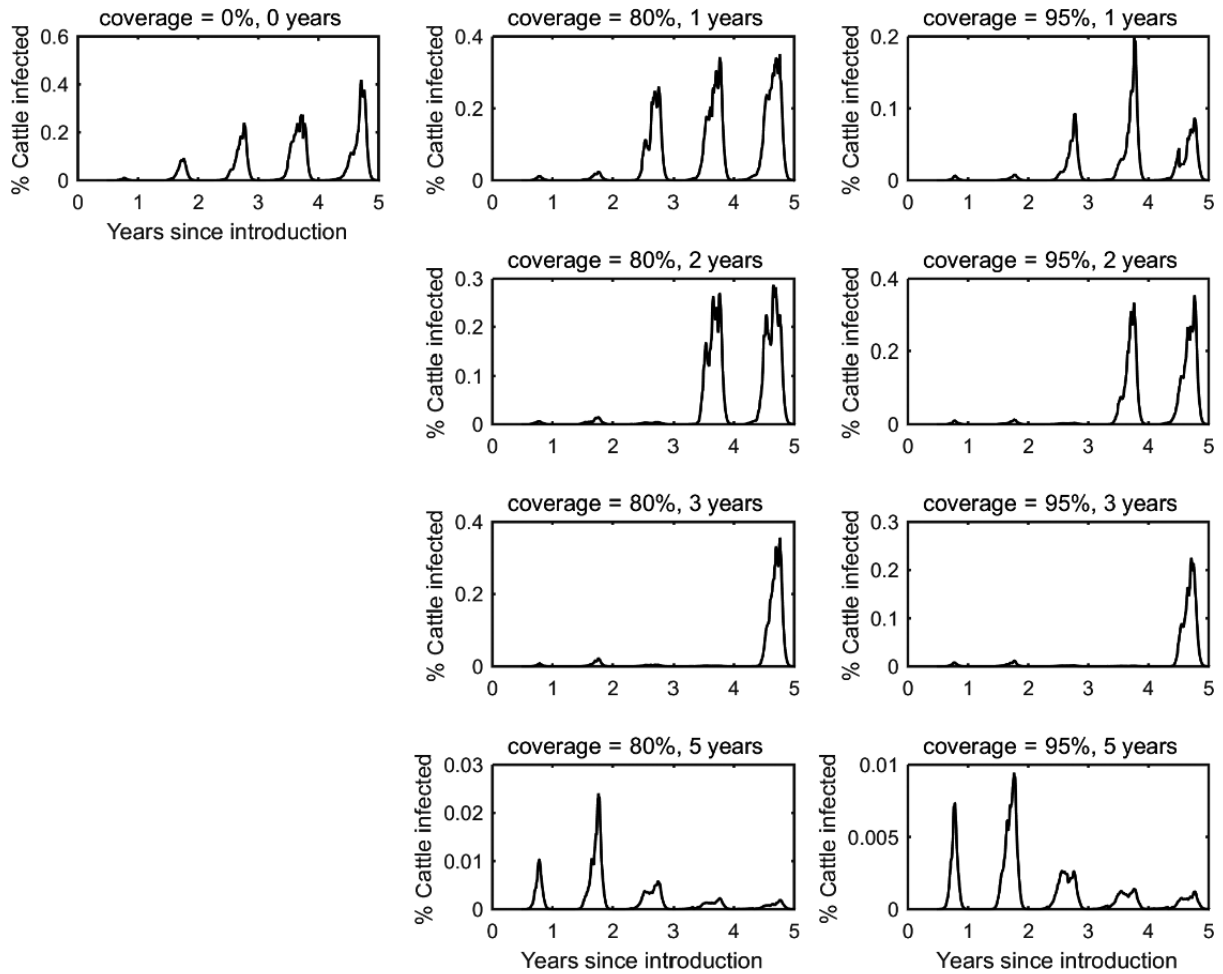 coverage = 0%, 0 years
% Cattle infected
0.6
0.4
0.2
0
0 1 2 3 4 5
Years since introduction
coverage = 80%, 1 years
% Cattle infected
0.4
0.2
0
0 1 2 3 4 5
coverage = 95%, 1 years
% Cattle infected
0.2
0.1
0
0 1 2 3 4 5
coverage = 80%, 2 years
% Cattle infected
0.3
0.2
0.1
0
0 1 2 3 4 5
coverage = 95%, 2 years
% Cattle infected
0.4
0.2
0
0 1 2 3 4 5
coverage = 80%, 3 years
% Cattle infected
0.4
0.2
0
0 1 2 3 4 5
coverage = 95%, 3 years
% Cattle infected
0.3
0.2
0.1
0
0 1 2 3 4 5
coverage = 80%, 5 years
% Cattle infected
0.03
0.02
0.01
0
0 1 2 3 4 5
Years since introduction
coverage = 95%, 5 years
% Cattle infected
0.01
0.005
0
0 1 2 3 4 5
Years since introduction